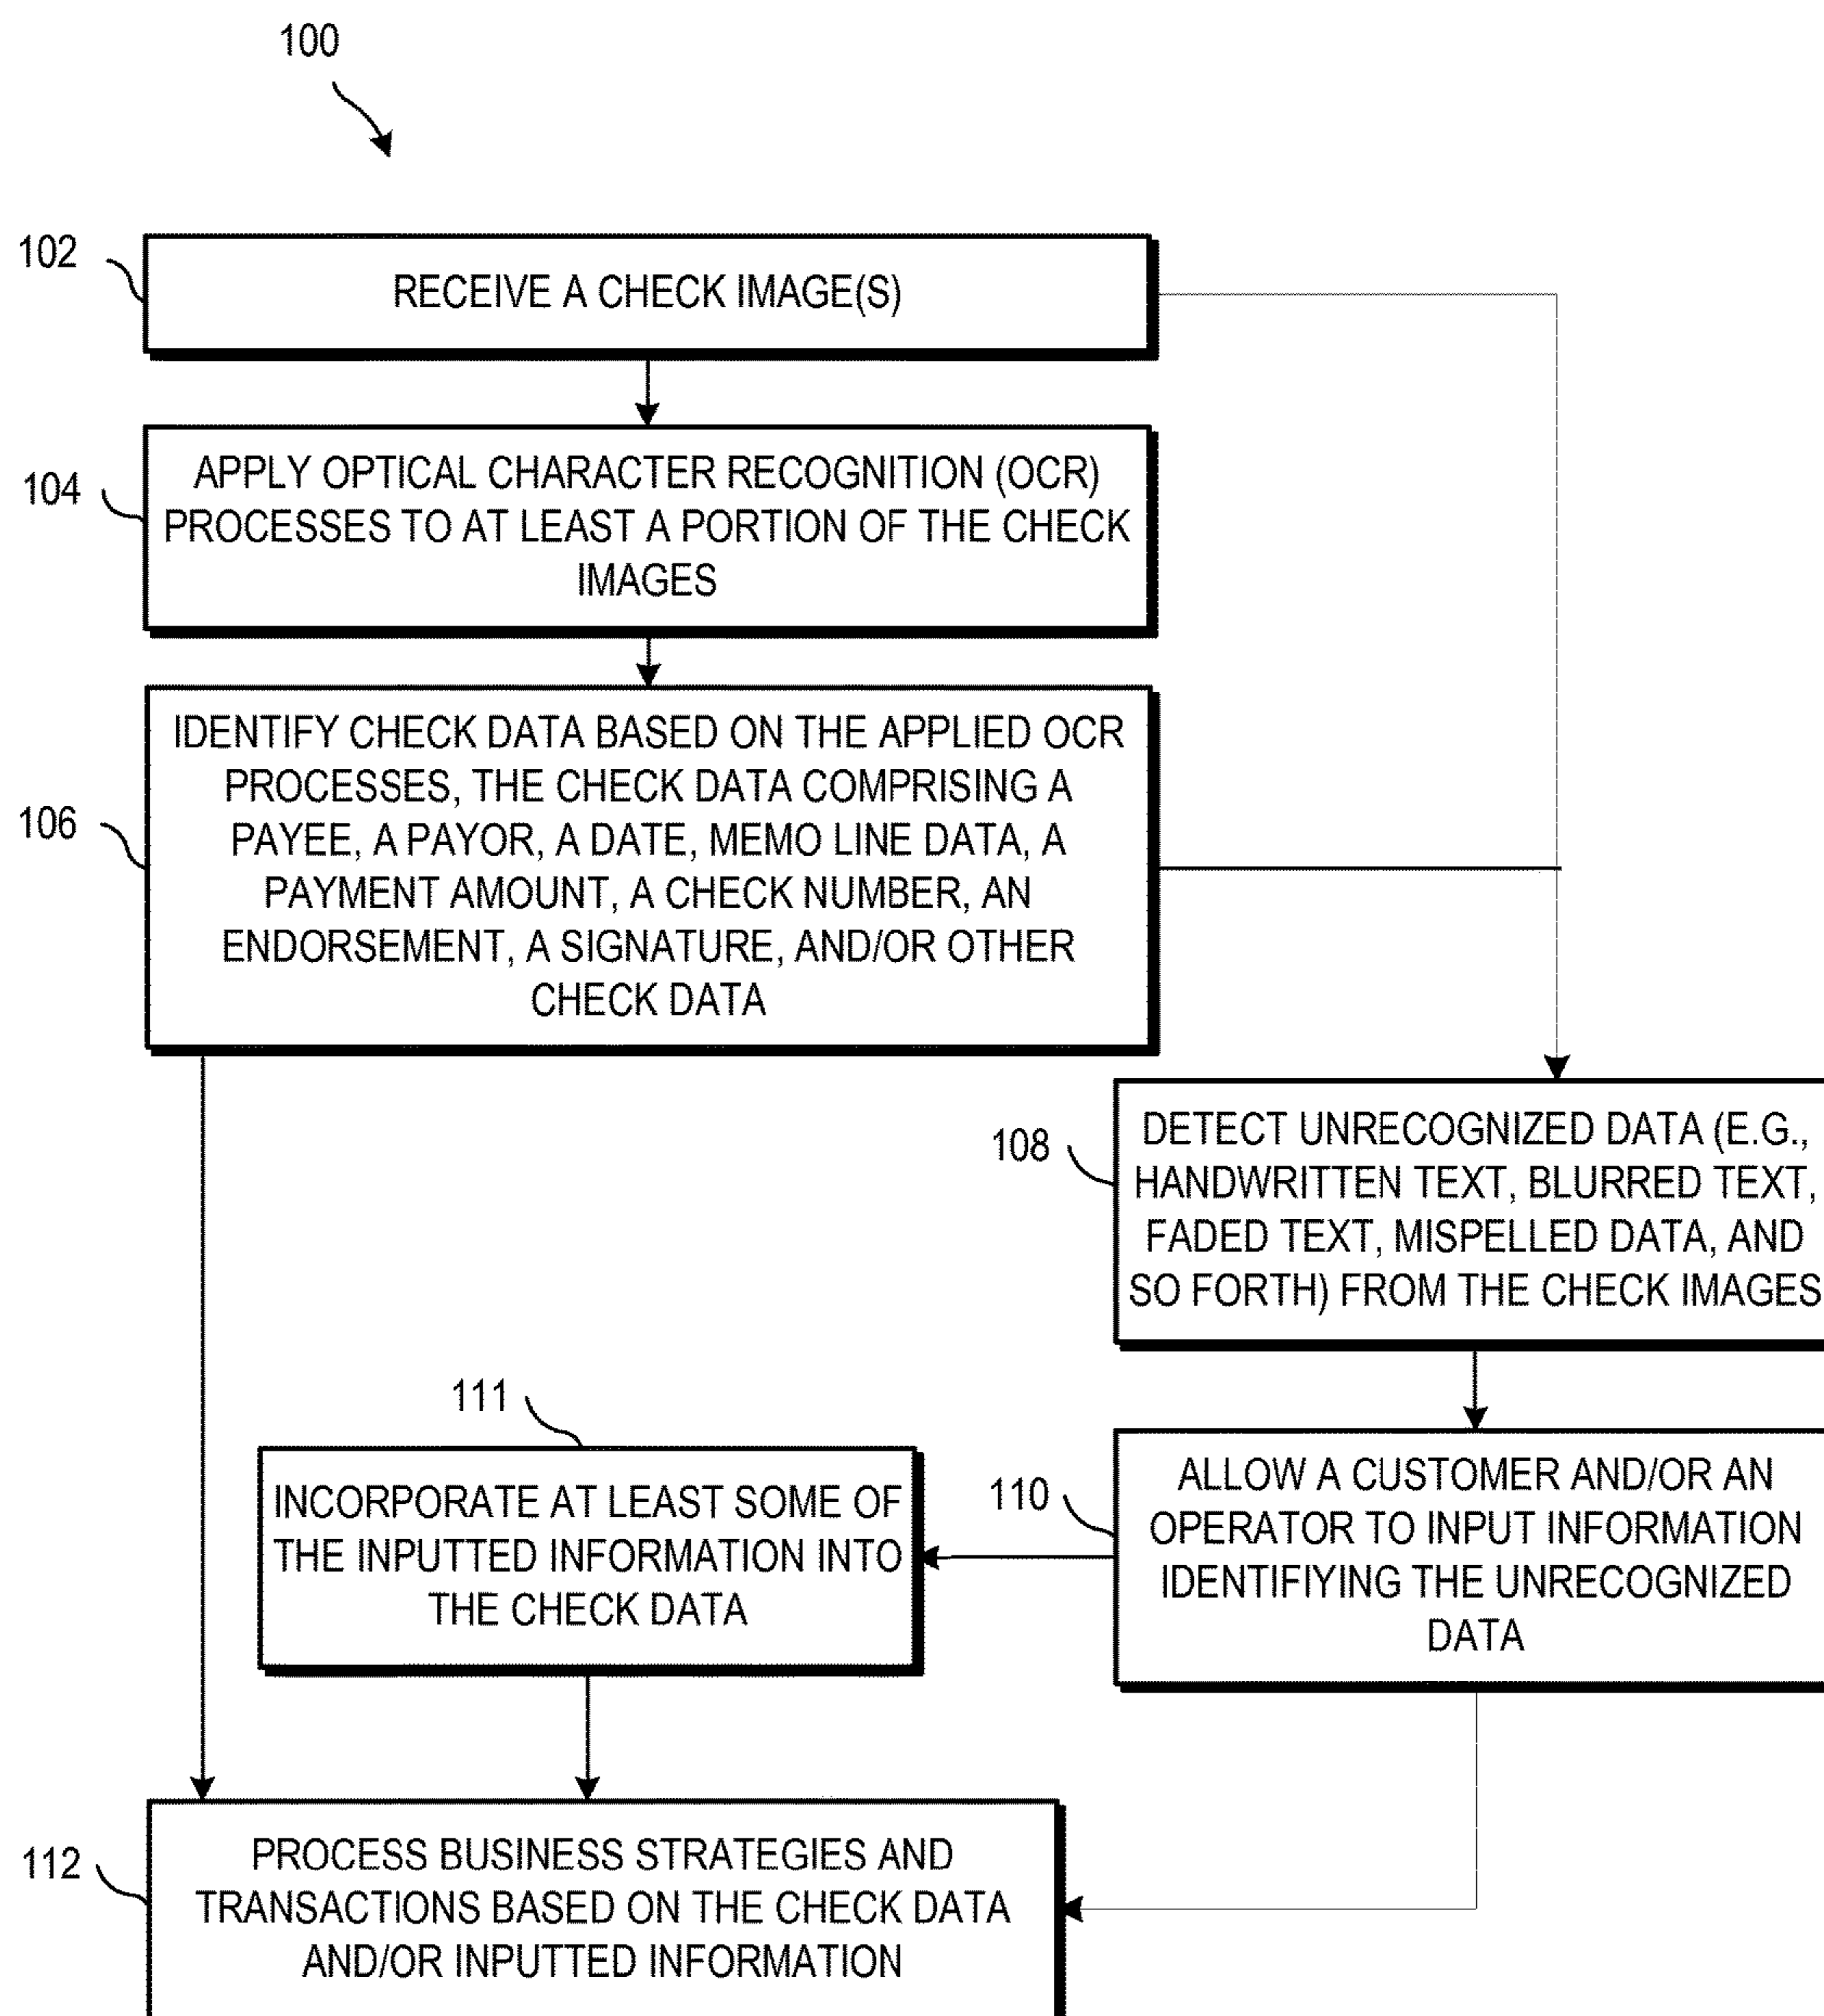 100
102
RECEIVE A CHECK IMAGE(S)
104
APPLY OPTICAL CHARACTER RECOGNITION (OCR)
PROCESSES TO AT LEAST A PORTION OF THE CHECK
IMAGES
106
IDENTIFY CHECK DATA BASED ON THE APPLIED OCR
PROCESSES, THE CHECK DATA COMPRISING A
PAYEE, A PAYOR, A DATE, MEMO LINE DATA, A
PAYMENT AMOUNT, A CHECK NUMBER, AN
ENDORSEMENT, A SIGNATURE, AND/OR OTHER
CHECK DATA
108
DETECT UNRECOGNIZED DATA (E.G.,
HANDWRITTEN TEXT, BLURRED TEXT,
FADED TEXT, MISPELLED DATA, AND
SO FORTH) FROM THE CHECK IMAGES
110
ALLOW A CUSTOMER AND/OR AN
OPERATOR TO INPUT INFORMATION
IDENTIFIYING THE UNRECOGNIZED
DATA
111
INCORPORATE AT LEAST SOME OF
THE INPUTTED INFORMATION INTO
THE CHECK DATA
112
PROCESS BUSINESS STRATEGIES AND
TRANSACTIONS BASED ON THE CHECK DATA
AND/OR INPUTTED INFORMATION